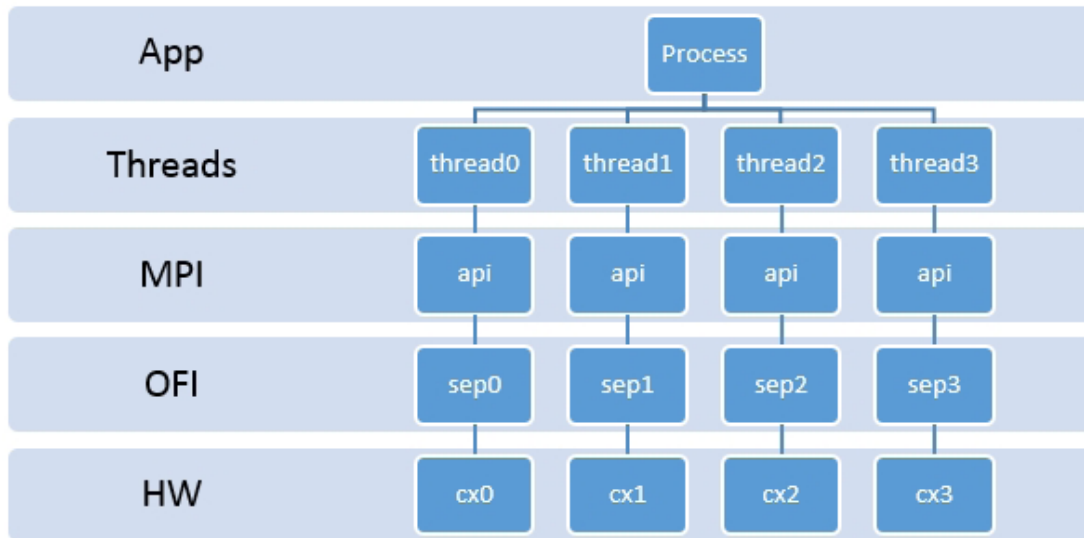 App
Process
Threads
thread0 thread1 thread2 thread3
MPI
api api api api
OFI
sep0 sep1 sep2 sep3
HW
cx0 cx1 cx2 cx3